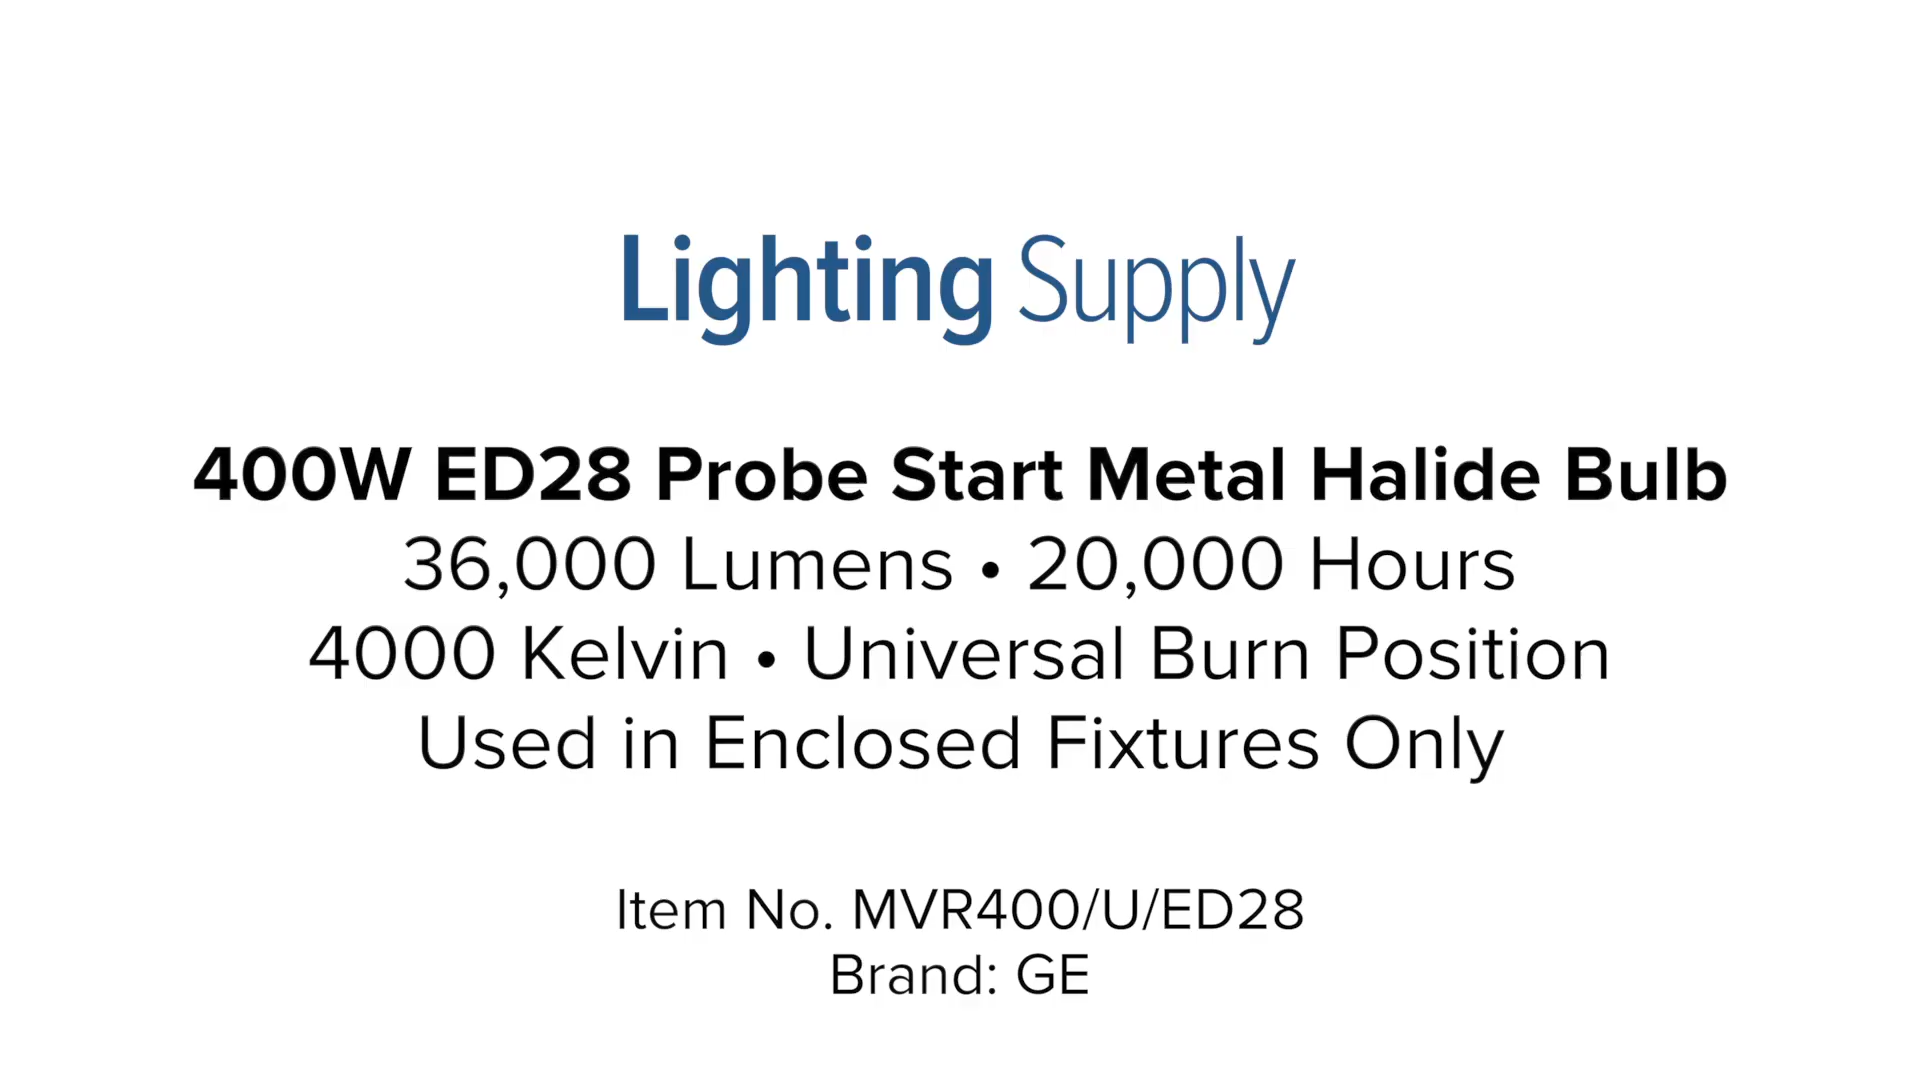 Lighting Supply
400W ED28 Probe Start Metal Halide Bulb
36,000 Lumens • 20,000 Hours
4000 Kelvin • Universal Burn Position
Used in Enclosed Fixtures Only
Item No. MVR400/U/ED28
Brand: GE